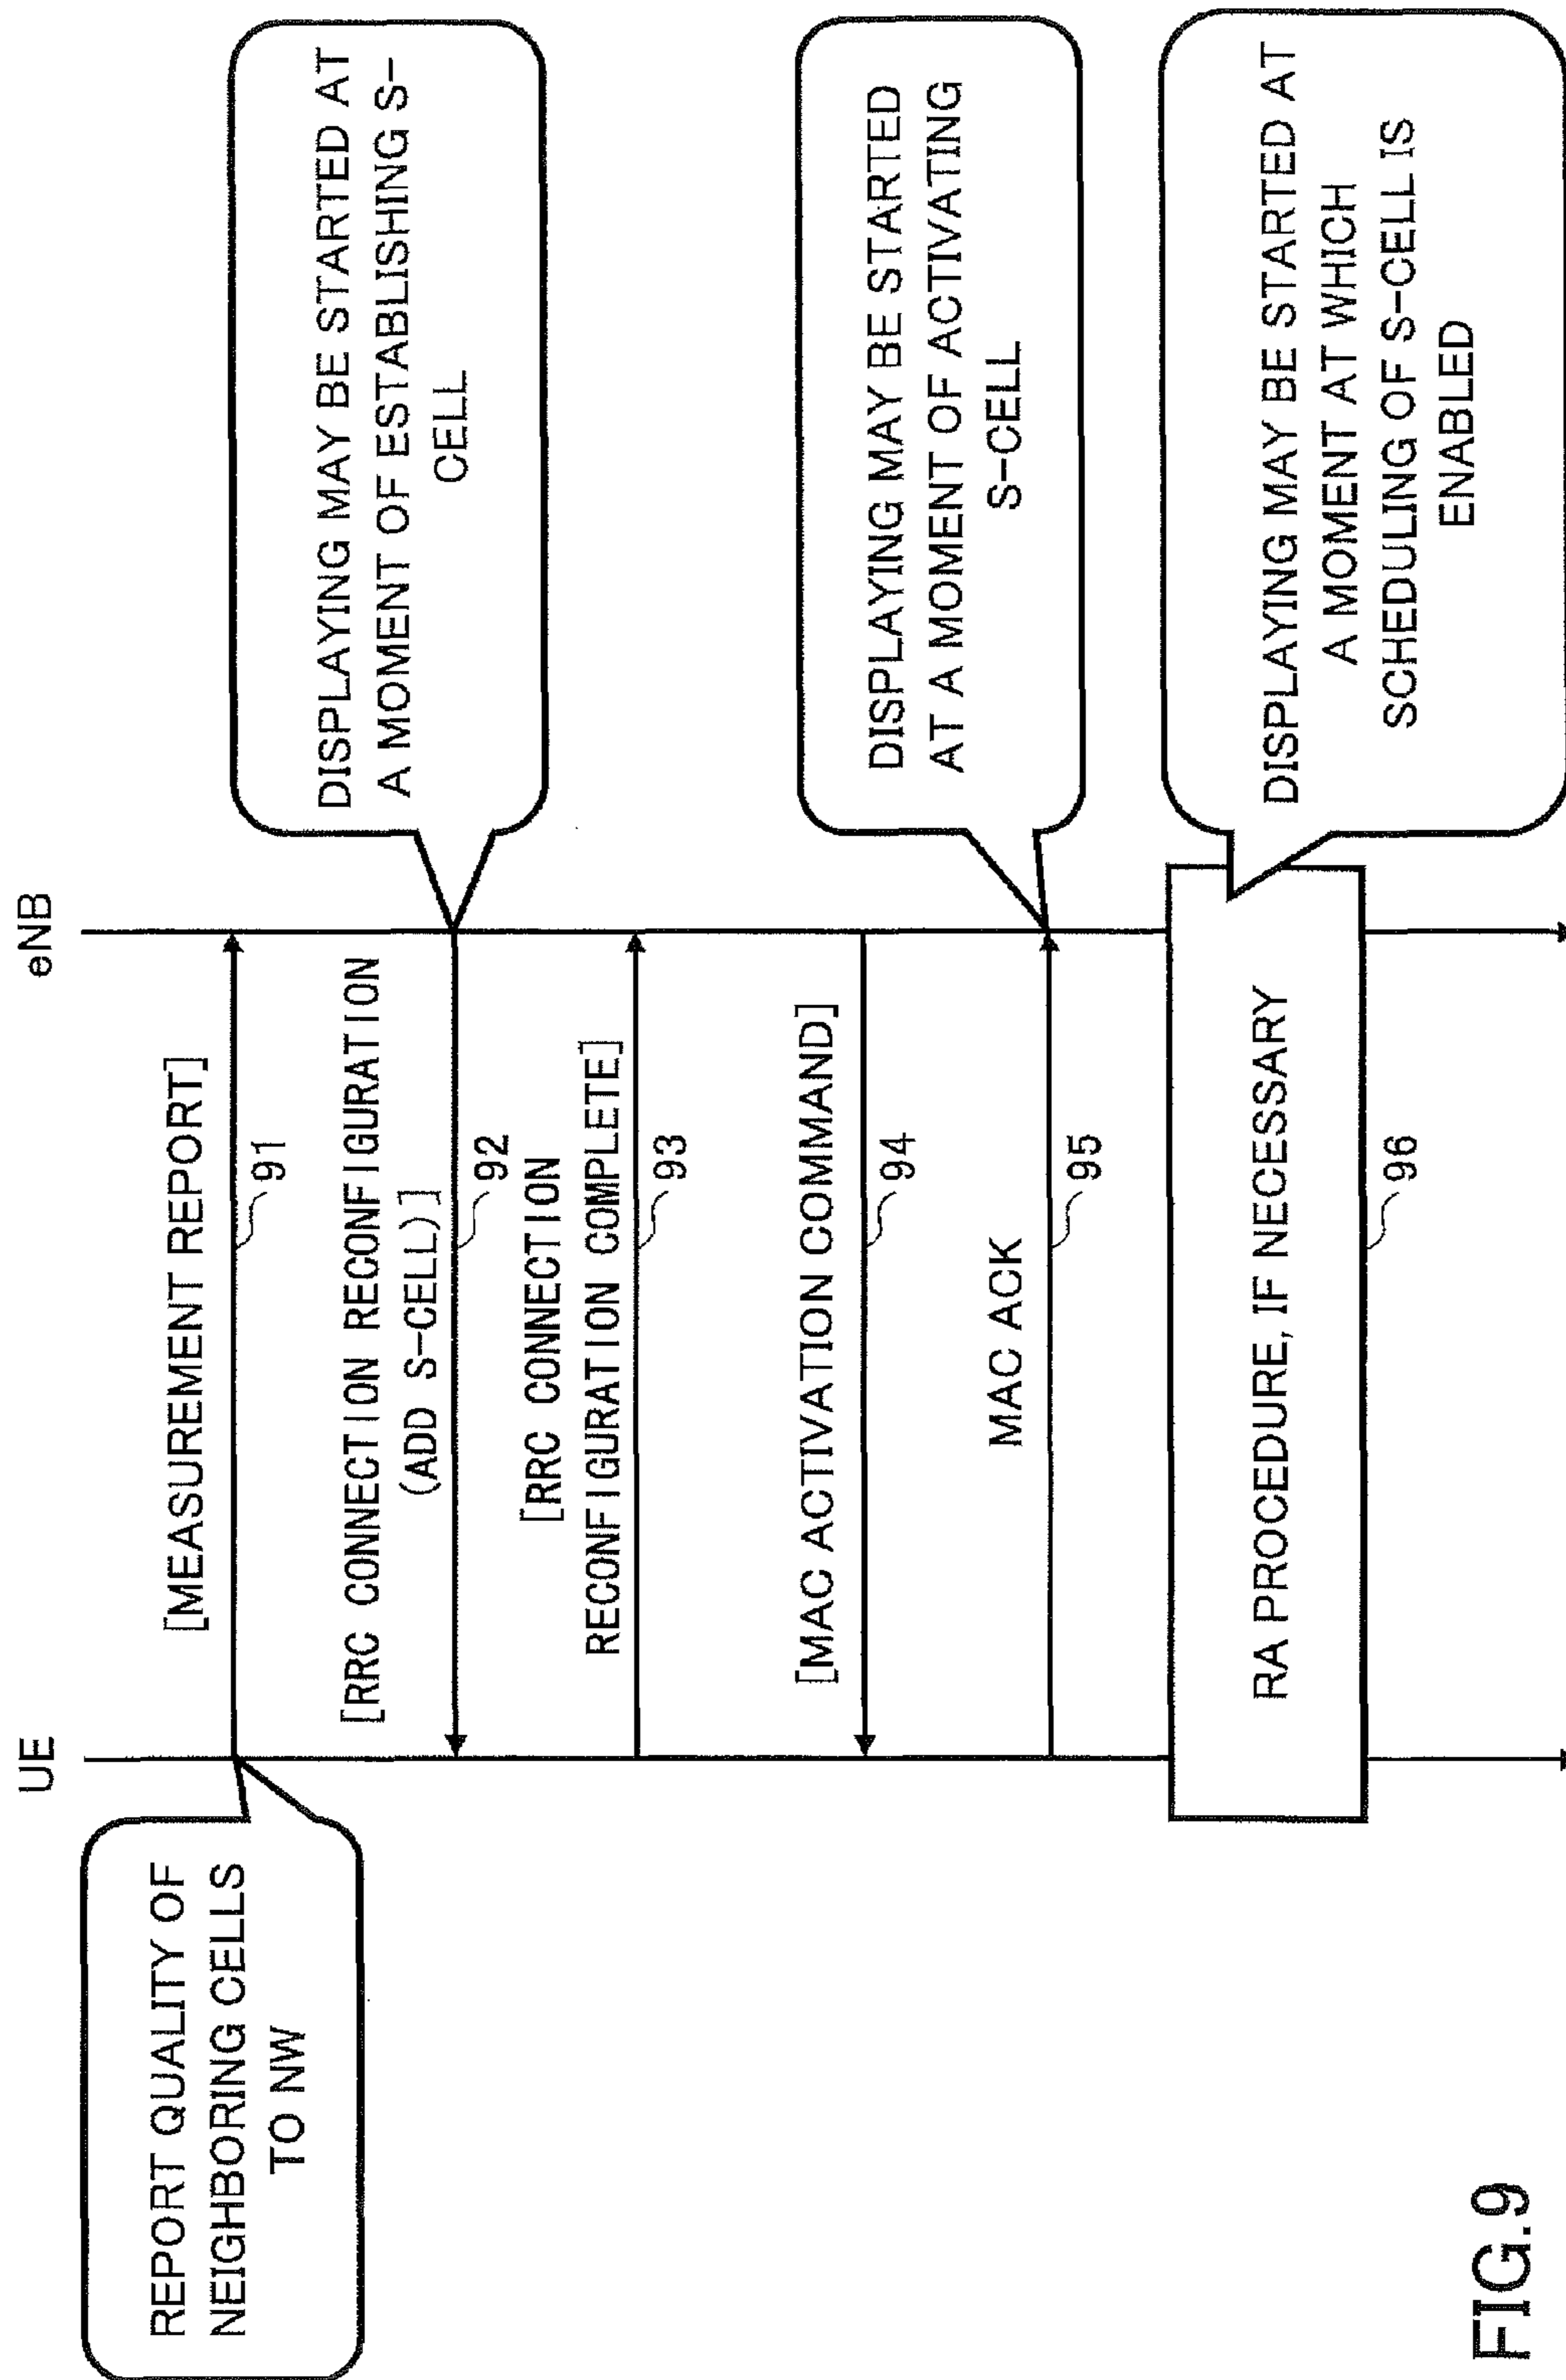 UE
eNB
REPORT QUALITY OF
NEIGHBORING CELLS
TO NW
[MEASUREMENT REPORT]
91
[RRC CONNECTION RECONFIGURATION
(ADD S-CELL)]
92
DISPLAYING MAY BE STARTED AT
A MOMENT OF ESTABLISHING S-
CELL
[RRC CONNECTION
RECONFIGURATION COMPLETE]
93
[MAC ACTIVATION COMMAND]
94
MAC ACK
95
DISPLAYING MAY BE STARTED
AT A MOMENT OF ACTIVATING
S-CELL
RA PROCEDURE, IF NECESSARY
96
DISPLAYING MAY BE STARTED AT
A MOMENT AT WHICH
SCHEDULING OF S-CELL IS
ENABLED
FIG.9